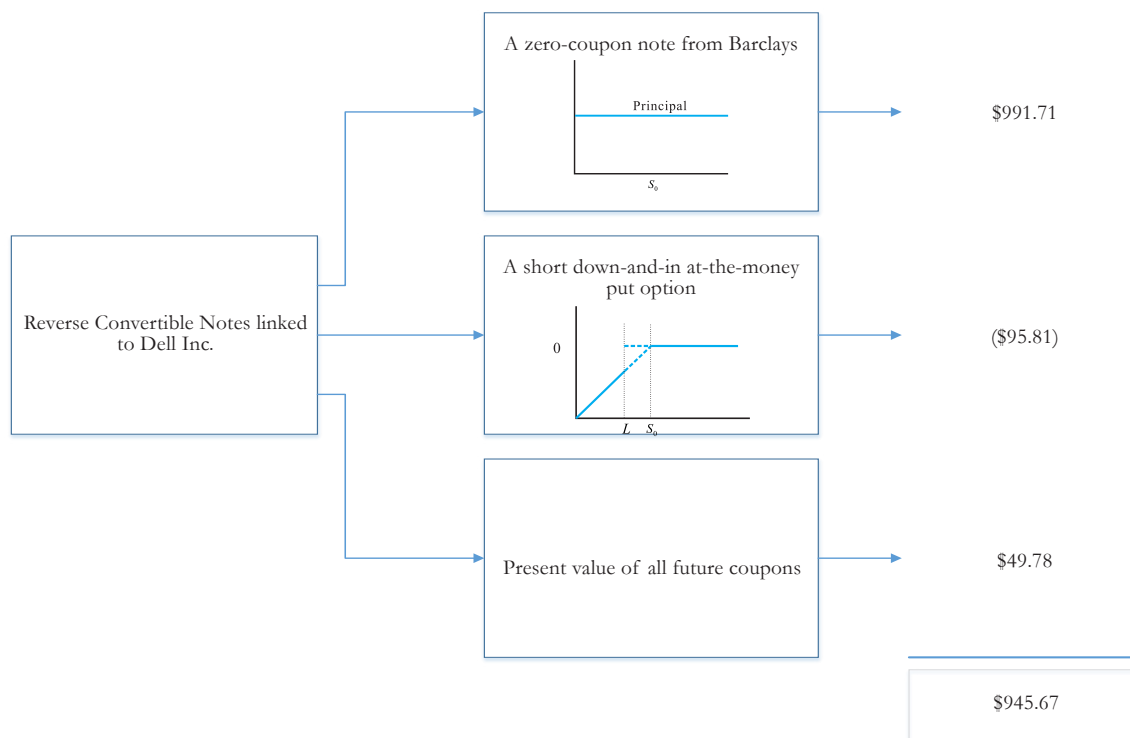 A zero-coupon note from Barclays
Principal
S₀
$991.71
Reverse Convertible Notes linked
to Dell Inc.
A short down-and-in at-the-money
put option
0
L S₀
($95.81)
Present value of all future coupons
$49.78
$945.67